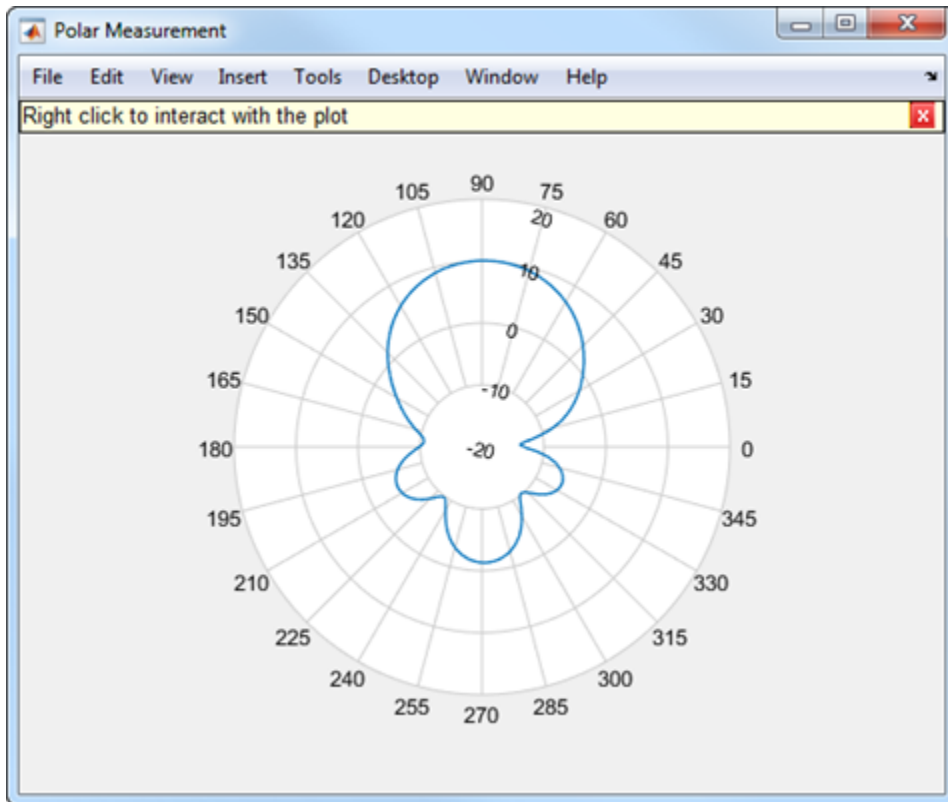 Polar Measurement
File Edit View Insert Tools Desktop Window Help
Right click to interact with the plot
90
105 75
120 20 60
135 45
10
150 30
0
165 15
-10
180 -20 0
195 345
210 330
225 315
240 300
255 285
270